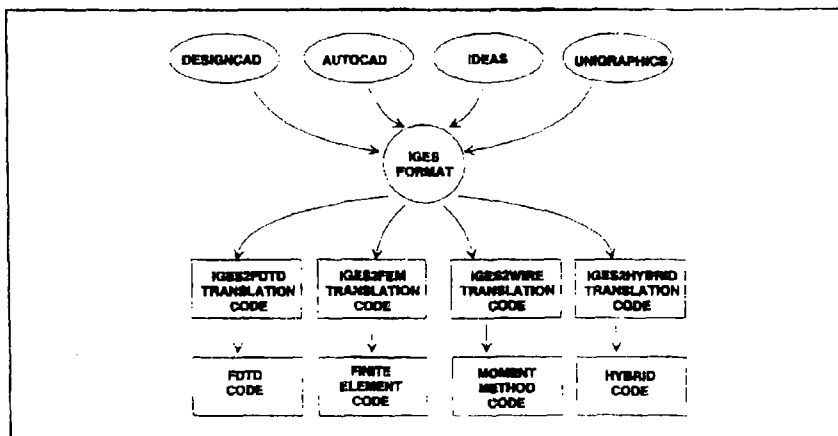 DESIGNCAD
AUTOCAD
IDEAS
UNIGRAPHICS
IGES
FORMAT
IGES2FDTD
TRANSLATION
CODE
IGES2FEM
TRANSLATION
CODE
IGES2WIRE
TRANSLATION
CODE
IGES2HYBRID
TRANSLATION
CODE
FDTD
CODE
FINITE
ELEMENT
CODE
MOMENT
METHOD
CODE
HYBRID
CODE